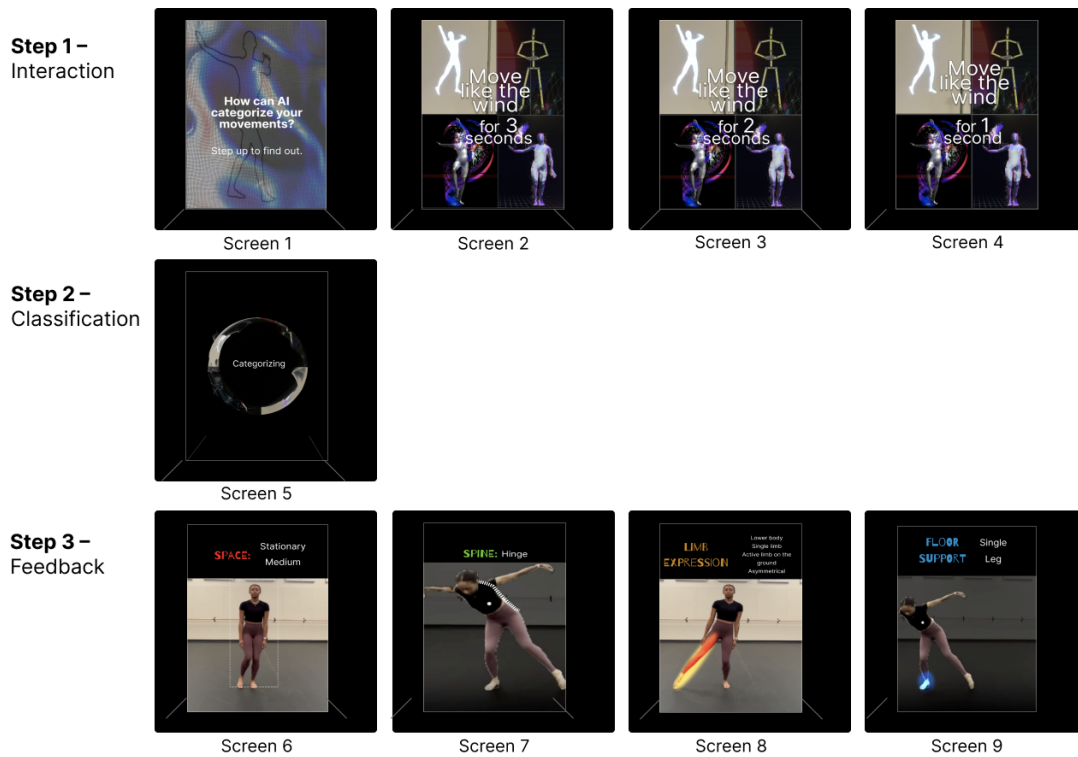 Step 1 –
Interaction
How can AI
categorize your
movements?
Step up to find out.
Screen 1
Move
like the
wind
for 3
seconds
Screen 2
Move
like the
wind
for 2
seconds
Screen 3
Move
like the
wind
for 1
second
Screen 4
Step 2 –
Classification
Categorizing
Screen 5
Step 3 –
Feedback
SPACE:
Stationary
Medium
Screen 6
SPINE: Hinge
Screen 7
LIMB
EXPRESSION
Lower body
Single limb
Active limb on the
ground
Asymmetrical
Screen 8
FLOOR
SUPPORT
Single
Leg
Screen 9